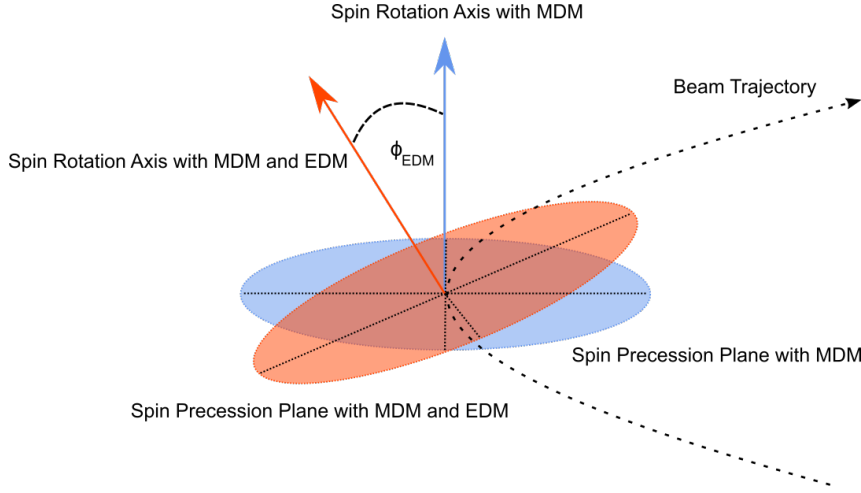 Spin Rotation Axis with MDM
Beam Trajectory
Spin Rotation Axis with MDM and EDM
ϕEDM
Spin Precession Plane with MDM
Spin Precession Plane with MDM and EDM